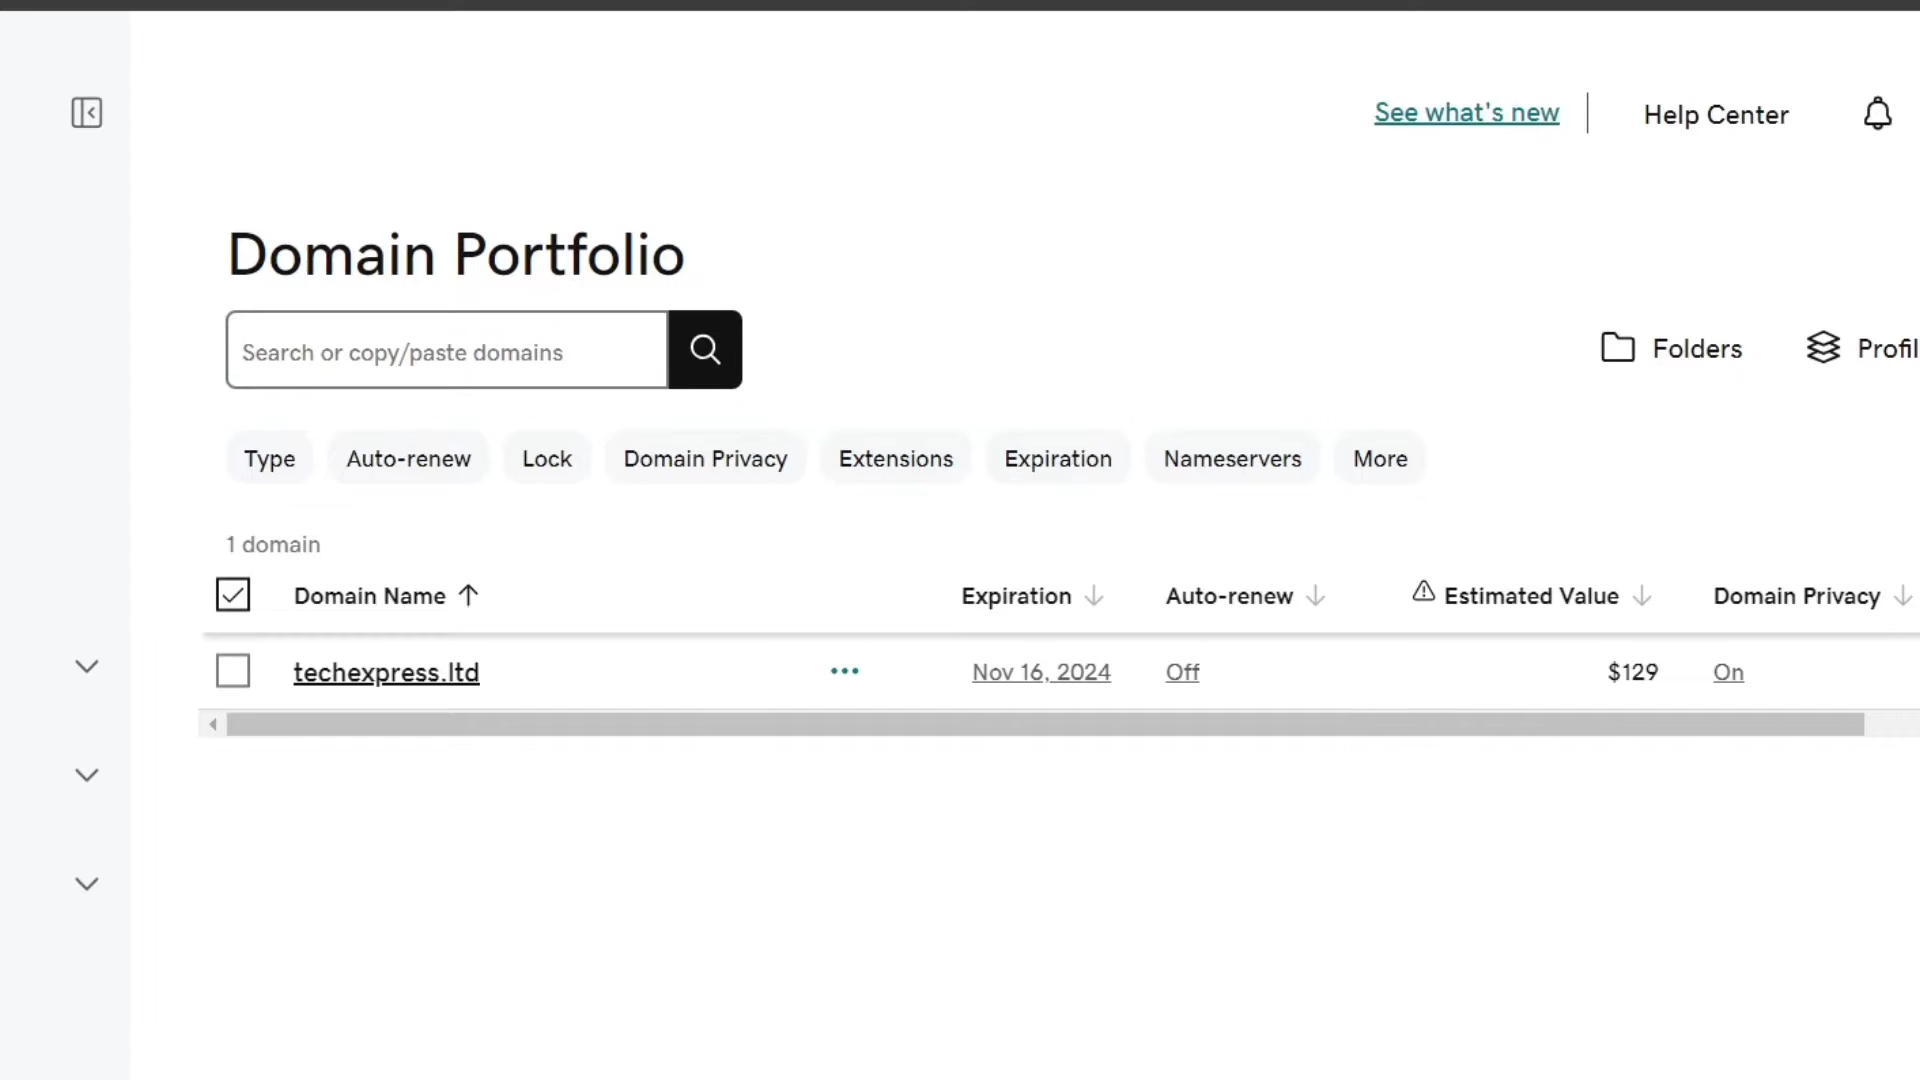 See what's new
Help Center
Domain Portfolio
Search or copy/paste domains
Folders
Profil
Type
Auto-renew
Lock
Domain Privacy
Extensions
Expiration
Nameservers
More
1 domain
Domain Name
Expiration
Auto-renew
Estimated Value
Domain Privacy
techexpress.ltd
Nov 16, 2024
Off
$129
On